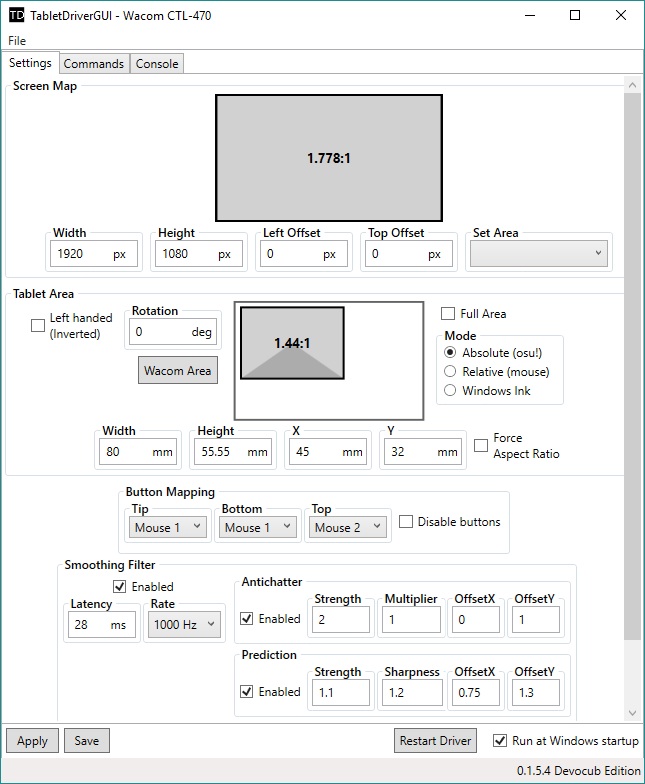 TD TabletDriverGUI - Wacom CTL-470
File
Settings Commands Console
Screen Map
1.778:1
Width Height Left Offset Top Offset Set Area
1920 px 1080 px 0 px 0 px
Tablet Area
Left handed
(Inverted)
Rotation
0 deg
Wacom Area
1.44:1
Full Area
Mode
Absolute (osu!)
Relative (mouse)
Windows Ink
Width Height X Y
80 mm 55.55 mm 45 mm 32 mm
Force
Aspect Ratio
Button Mapping
Tip Bottom Top
Mouse 1 Mouse 1 Mouse 2 Disable buttons
Smoothing Filter
Enabled
Latency Rate
28 ms 1000 Hz
Antichatter
Enabled
Strength Multiplier OffsetX OffsetY
2 1 0 1
Prediction
Enabled
Strength Sharpness OffsetX OffsetY
1.1 1.2 0.75 1.3
Apply Save Restart Driver Run at Windows startup
0.1.5.4 Devocub Edition